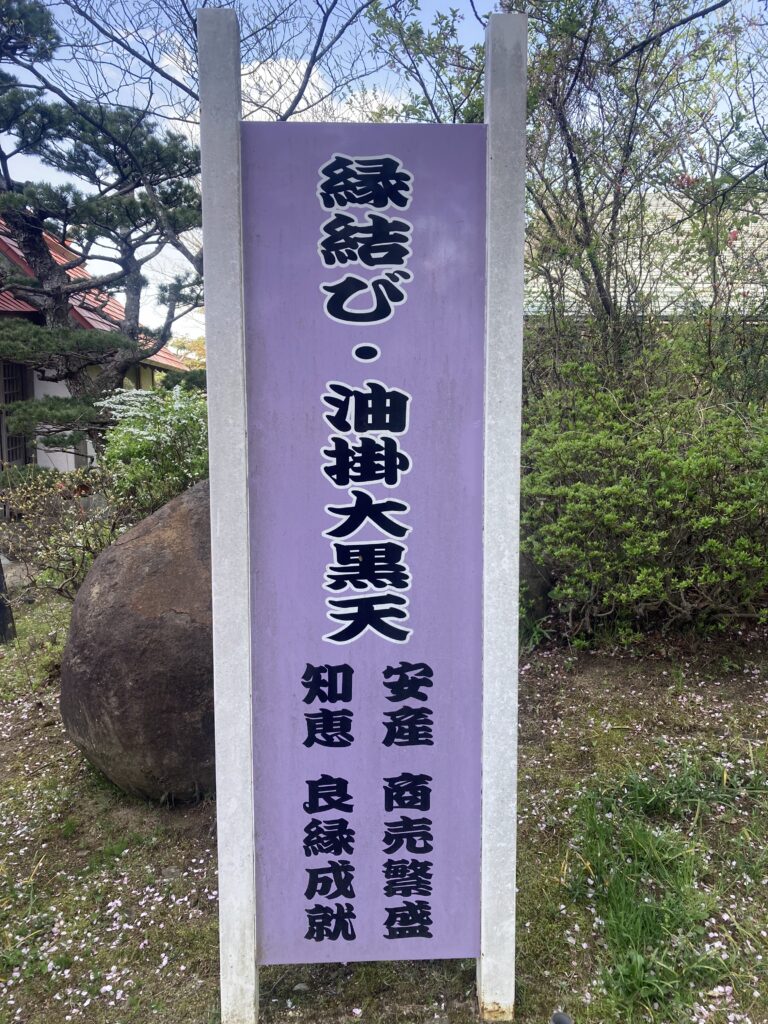 縁結び・油掛大黒天
安産 商売繁盛
知恵 良縁成就